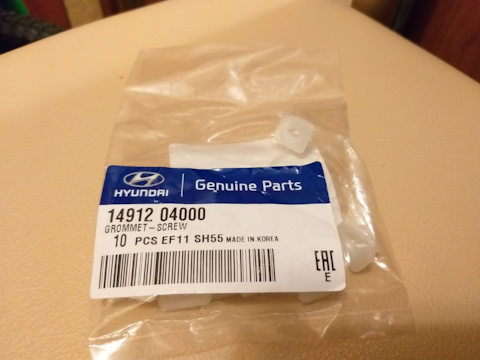 HYUNDAI
Genuine Parts
14912 04000
GROMMET-SCREW
10 PCS EF11 SH55 MADE IN KOREA
EAC
E